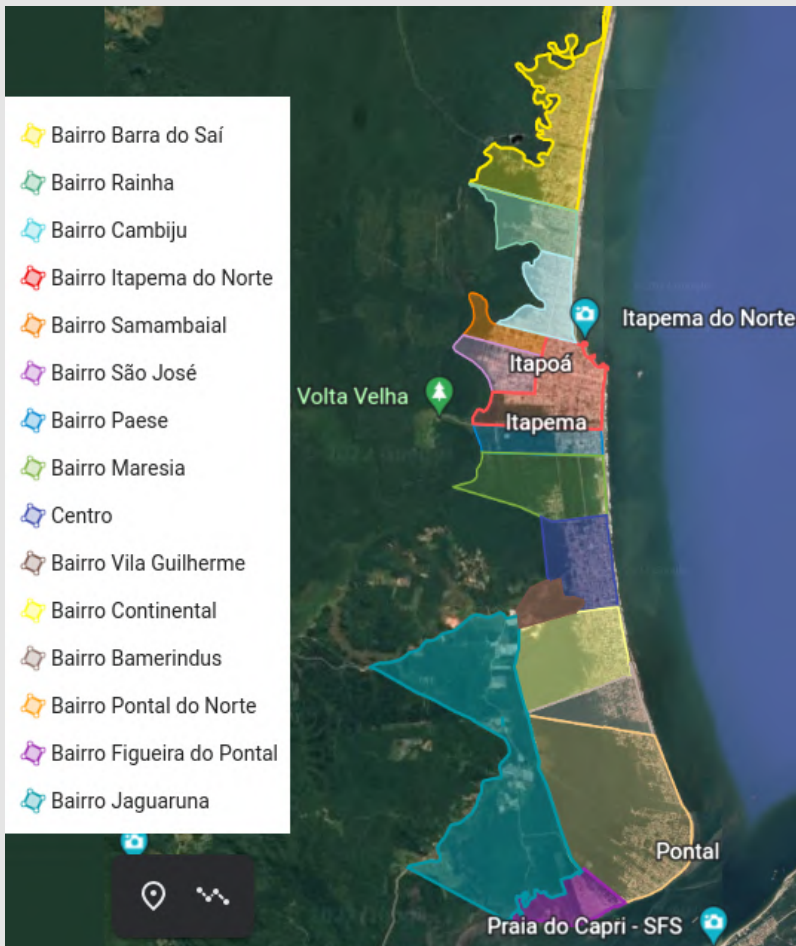 Bairro Barra do Saí
Bairro Rainha
Bairro Cambiju
Bairro Itapema do Norte
Bairro Samambaial
Bairro São José
Bairro Paese
Bairro Maresia
Centro
Bairro Vila Guilherme
Bairro Continental
Bairro Bamerindus
Bairro Pontal do Norte
Bairro Figueira do Pontal
Bairro Jaguaruna
Itapema do Norte
Itapoá
Volta Velha
Itapema
Pontal
Praia do Capri - SFS